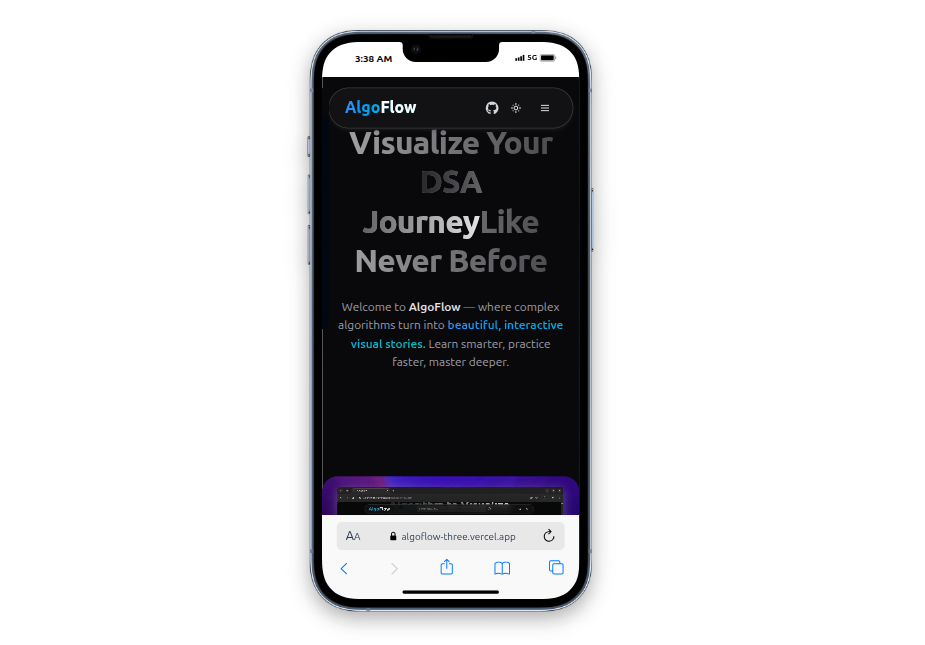 3:38 AM 5G
AlgoFlow
Visualize Your
DSA
JourneyLike
Never Before
Welcome to AlgoFlow — where complex
algorithms turn into beautiful, interactive
visual stories. Learn smarter, practice
faster, master deeper.
AlgoFlow
AA algoflow-three.vercel.app